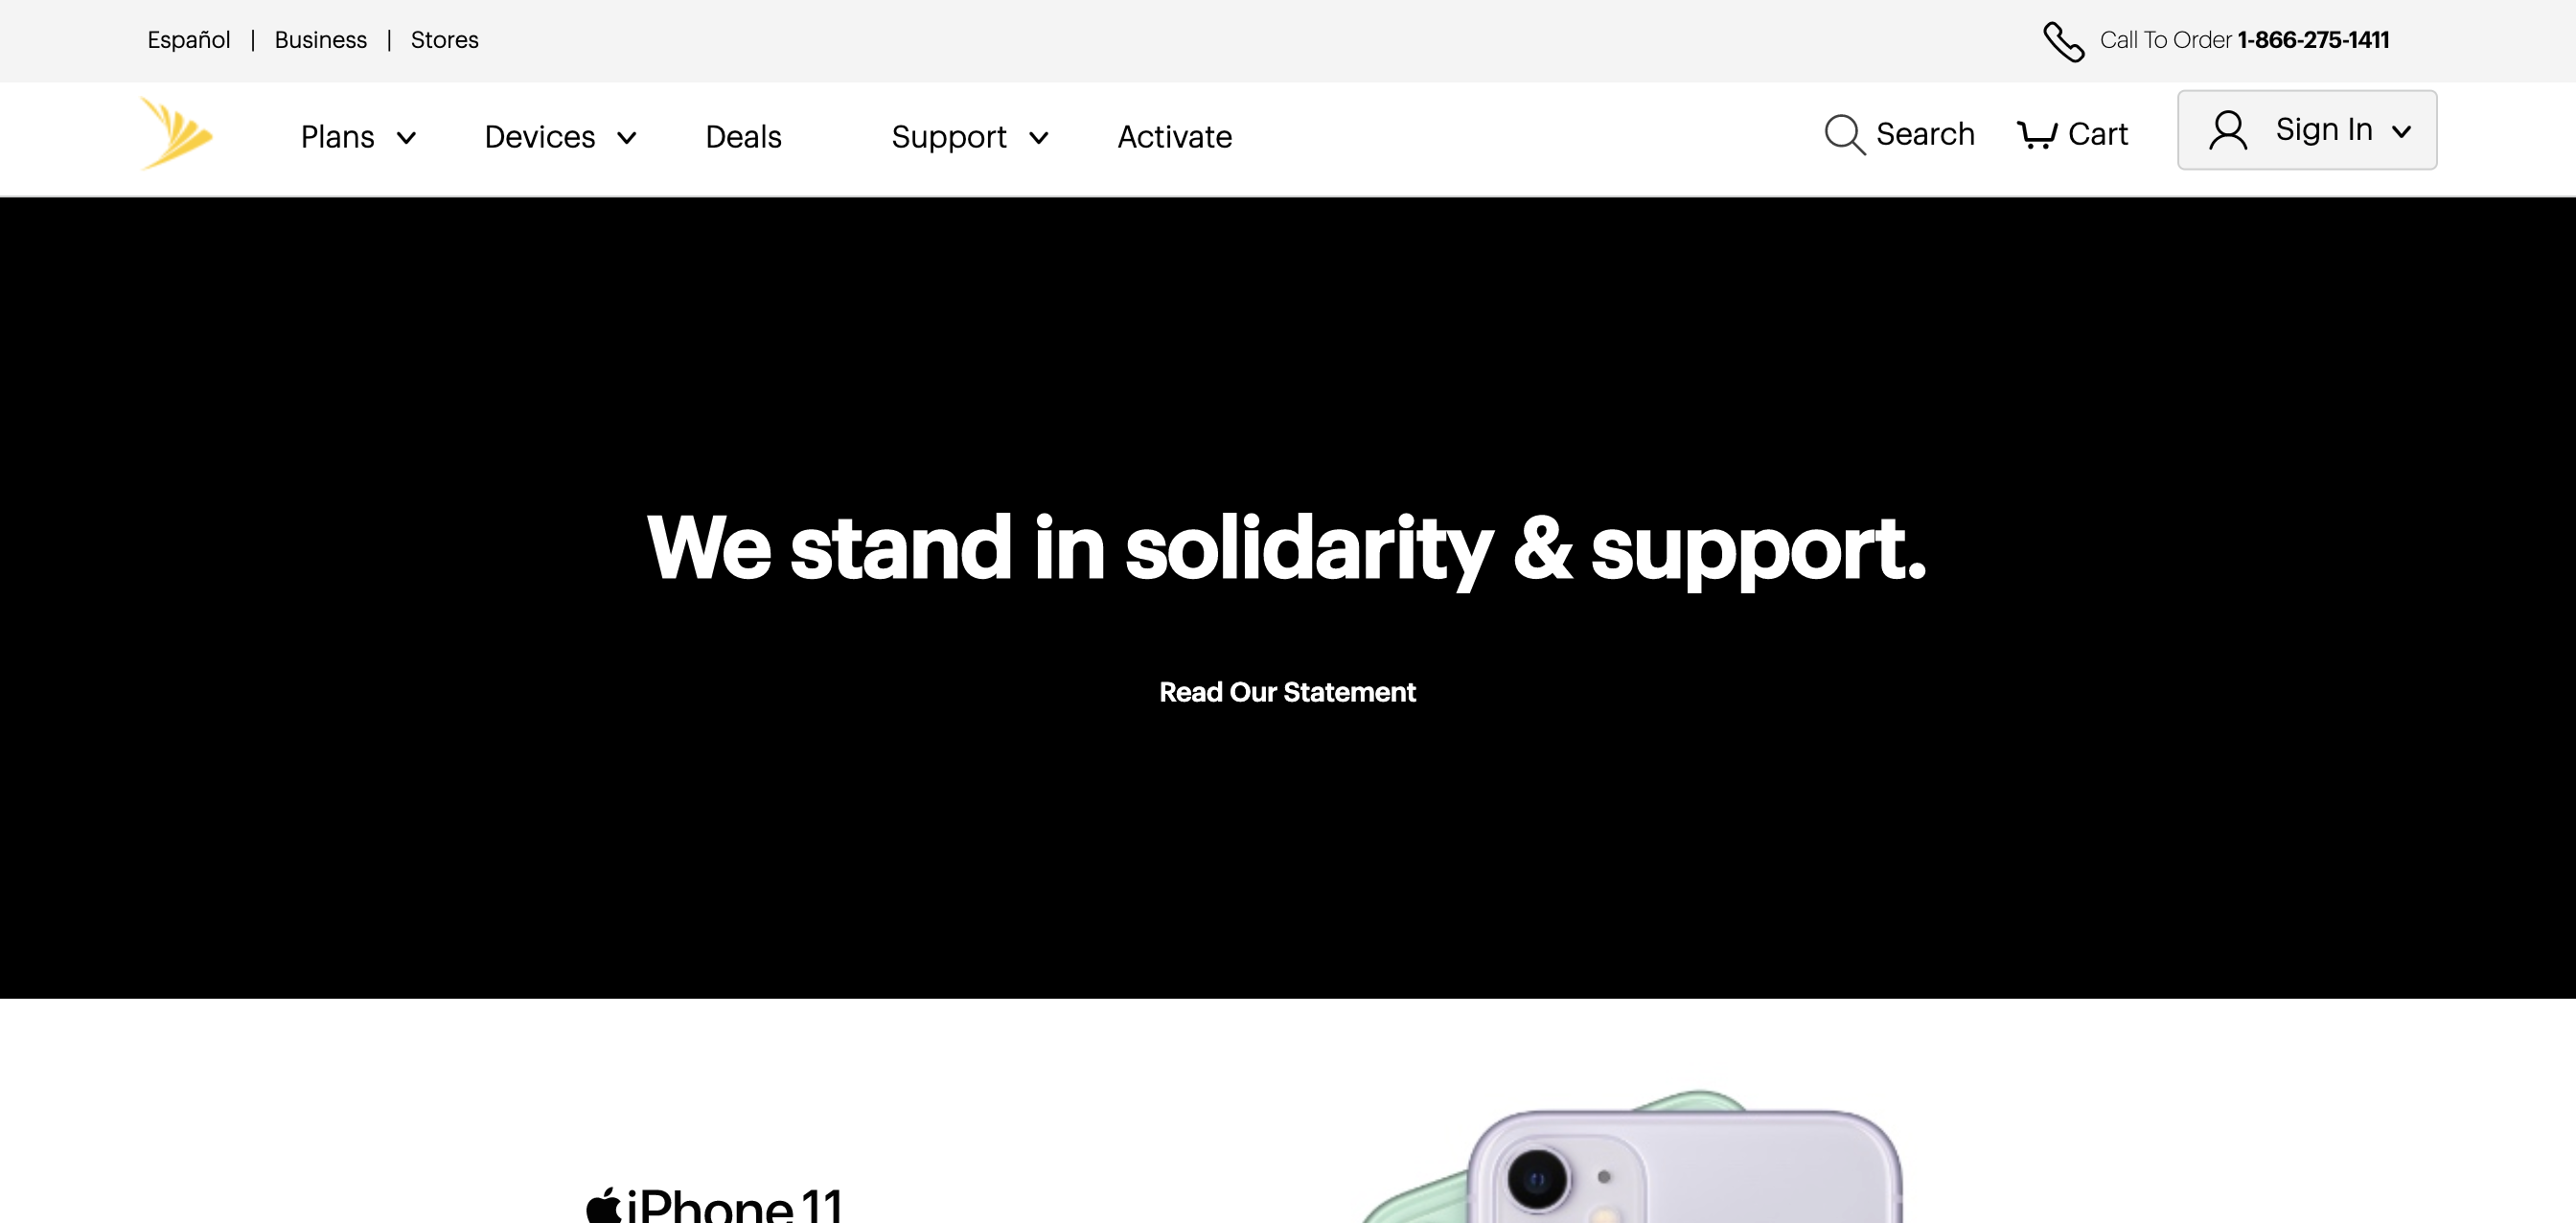 Español | Business | Stores
Call To Order 1-866-275-1411
Plans Devices Deals Support Activate
Search Cart Sign In
We stand in solidarity & support.
Read Our Statement
iPhone 11